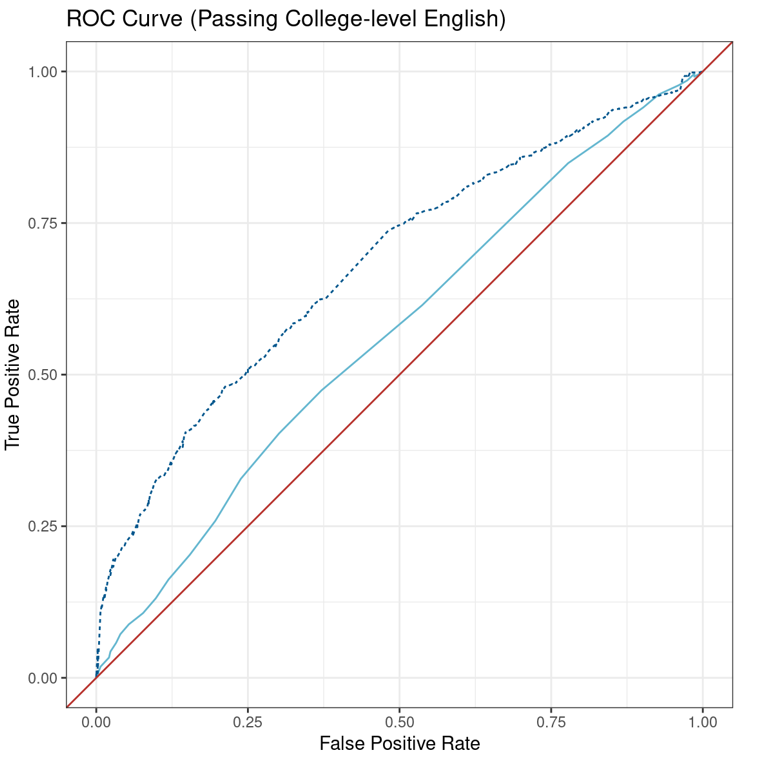 ROC Curve (Passing College-level English)
True Positive Rate
1.00
0.75
0.50
0.25
0.00
0.00 0.25 0.50 0.75 1.00
False Positive Rate